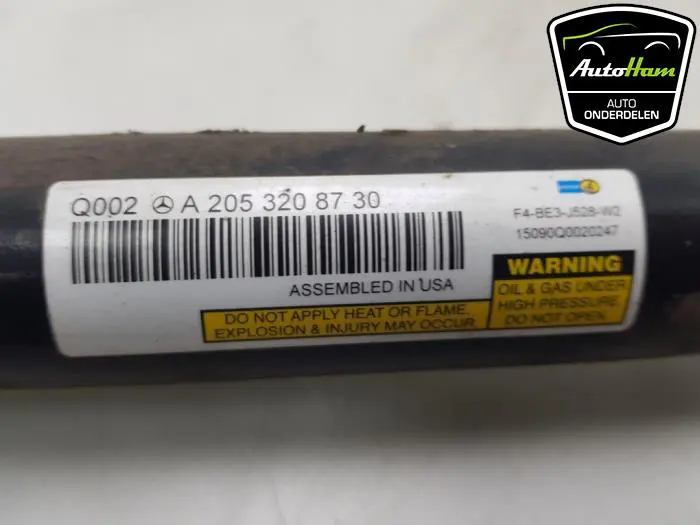 AutoHam
AUTO
ONDERDELEN
Q002 A 205 320 87 30
ASSEMBLED IN USA
DO NOT APPLY HEAT OR FLAME.
EXPLOSION & INJURY MAY OCCUR.
F4-BE3-J528-W2
15090Q0020247
WARNING
OIL & GAS UNDER
HIGH PRESSURE
DO NOT OPEN.